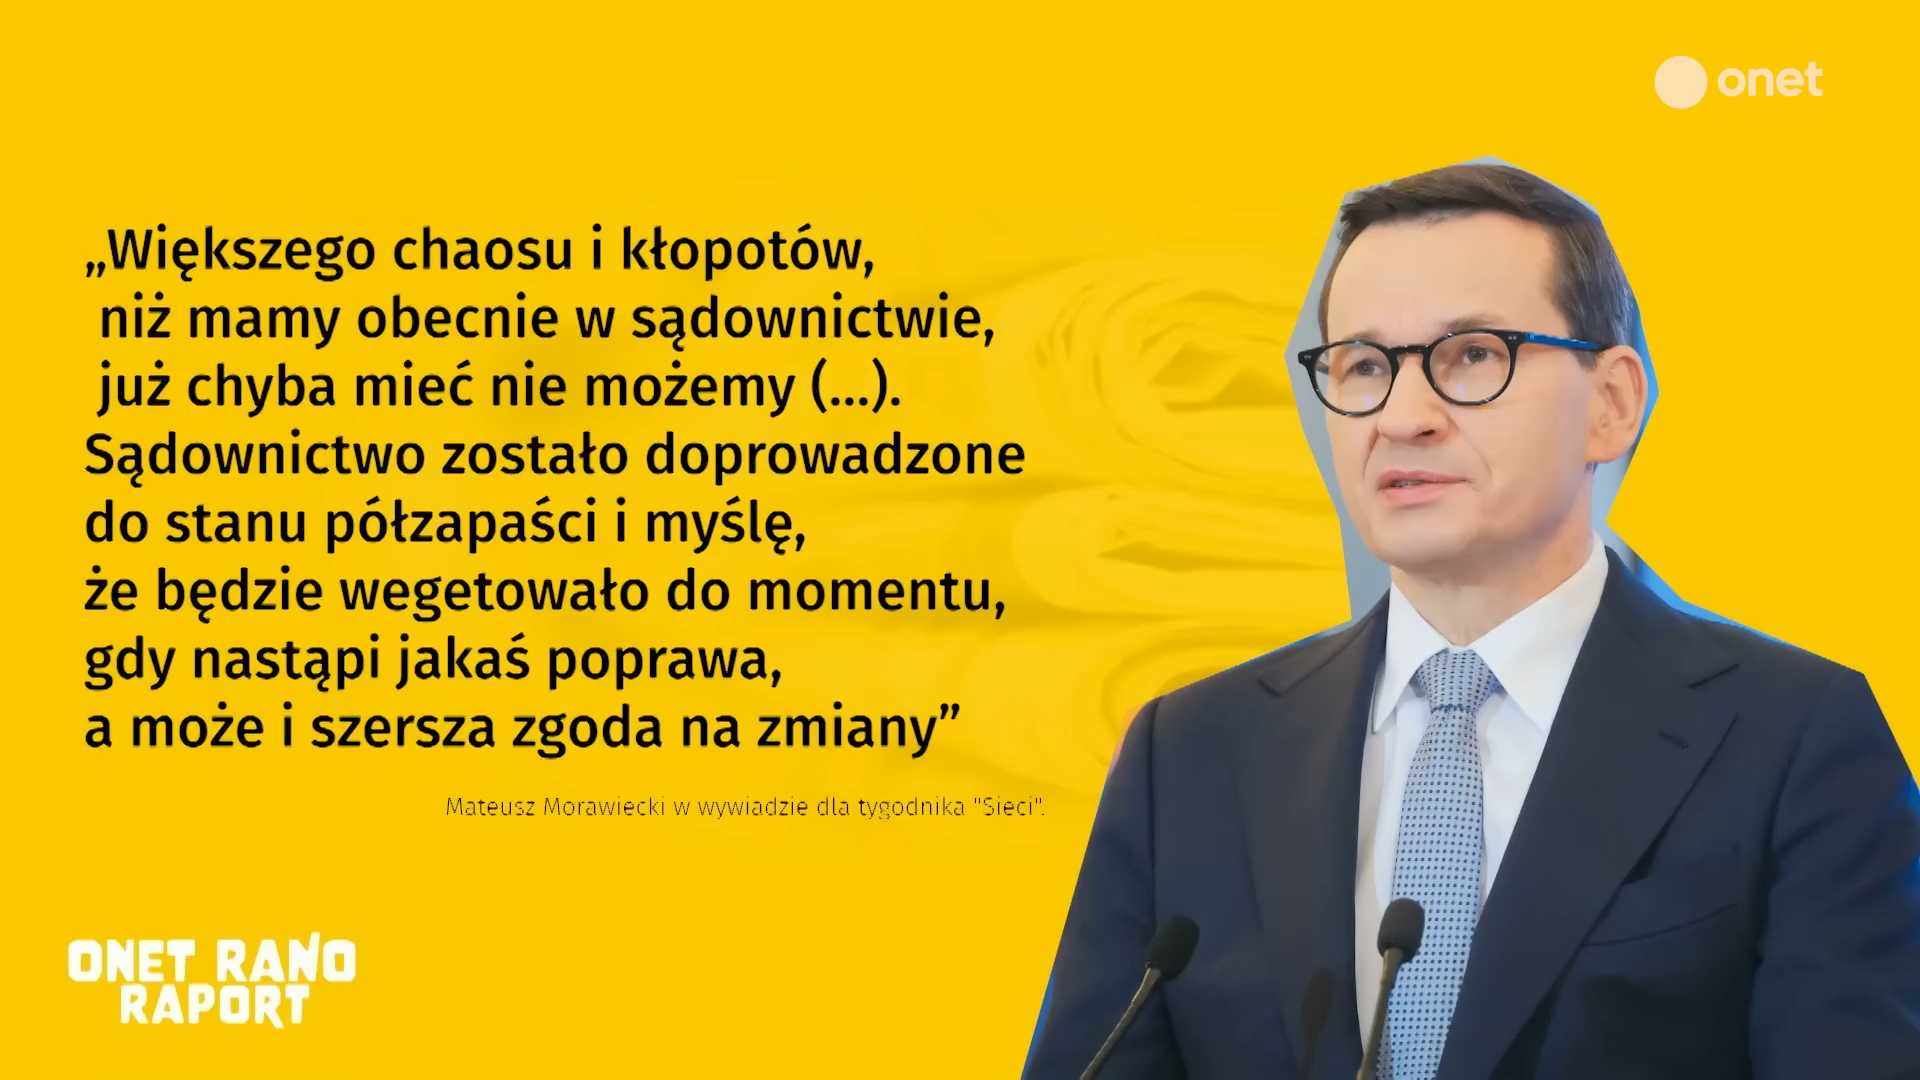 onet
„Większego chaosu i kłopotów,
niż mamy obecnie w sądownictwie,
już chyba mieć nie możemy (...).
Sądownictwo zostało doprowadzone
do stanu półzapaści i myślę,
że będzie wegetowało do momentu,
gdy nastąpi jakaś poprawa,
a może i szersza zgoda na zmiany”
Mateusz Morawiecki w wywiadzie dla tygodnika "Sieci".
ONET RANO
RAPORT